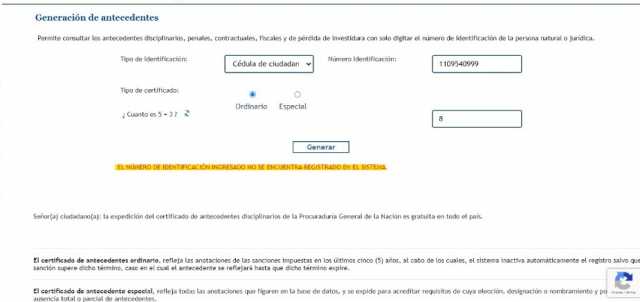 Generación de antecedentes
Permite consultar los antecedentes disciplinarios, penales, contractuales, fiscales y de pérdida de investidura con solo digitar el número de identificación de la persona natural o jurídica.
Tipo de Identificación: Cédula de ciudadan Número Identificación: 1109540999
Tipo de certificado:
Ordinario Especial
¿ Cuanto es 5 + 3 ? 8
Generar
EL NÚMERO DE IDENTIFICACIÓN INGRESADO NO SE ENCUENTRA REGISTRADO EN EL SISTEMA.
Señor(a) ciudadano(a): la expedición del certificado de antecedentes disciplinarios de la Procuraduría General de la Nación es gratuita en todo el país.
El certificado de antecedentes ordinario, refleja las anotaciones de las sanciones impuestas en los últimos cinco (5) años, al cabo de los cuales, el sistema inactiva automáticamente el registro salvo que
sanción supere dicho término, caso en el cual el antecedente se reflejará hasta que dicho término expire.
El certificado de antecedente especial, refleja todas las anotaciones que figuren en la base de datos, y se expide para acreditar requisitos de cuya elección, designación o nombramiento y po
ausencia total o parcial de antecedentes.